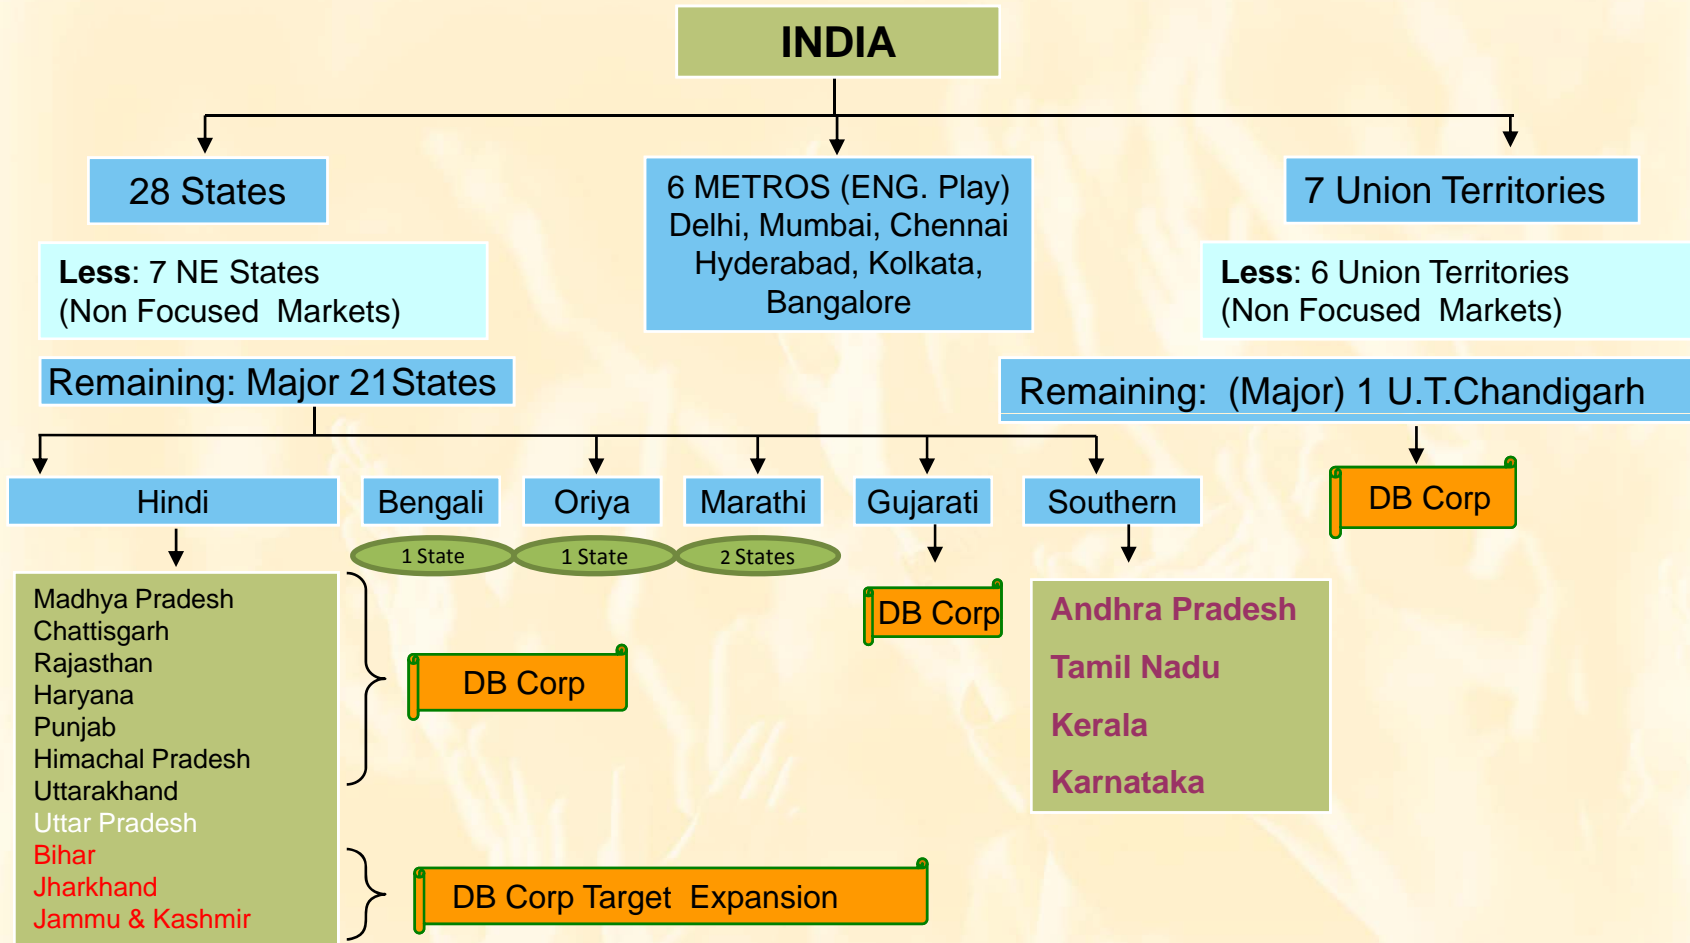 INDIA
28 States
6 METROS (ENG. Play)
Delhi, Mumbai, Chennai
Hyderabad, Kolkata,
Bangalore
7 Union Territories
Less: 7 NE States
(Non Focused Markets)
Less: 6 Union Territories
(Non Focused Markets)
Remaining: Major 21States
Remaining: (Major) 1 U.T.Chandigarh
Hindi
Bengali
Oriya
Marathi
Gujarati
Southern
DB Corp
1 State
1 State
2 States
Madhya Pradesh
Chattisgarh
Rajasthan
Haryana
Punjab
Himachal Pradesh
Uttarakhand
Uttar Pradesh
Bihar
Jharkhand
Jammu & Kashmir
DB Corp
DB Corp
Andhra Pradesh
Tamil Nadu
Kerala
Karnataka
DB Corp Target Expansion